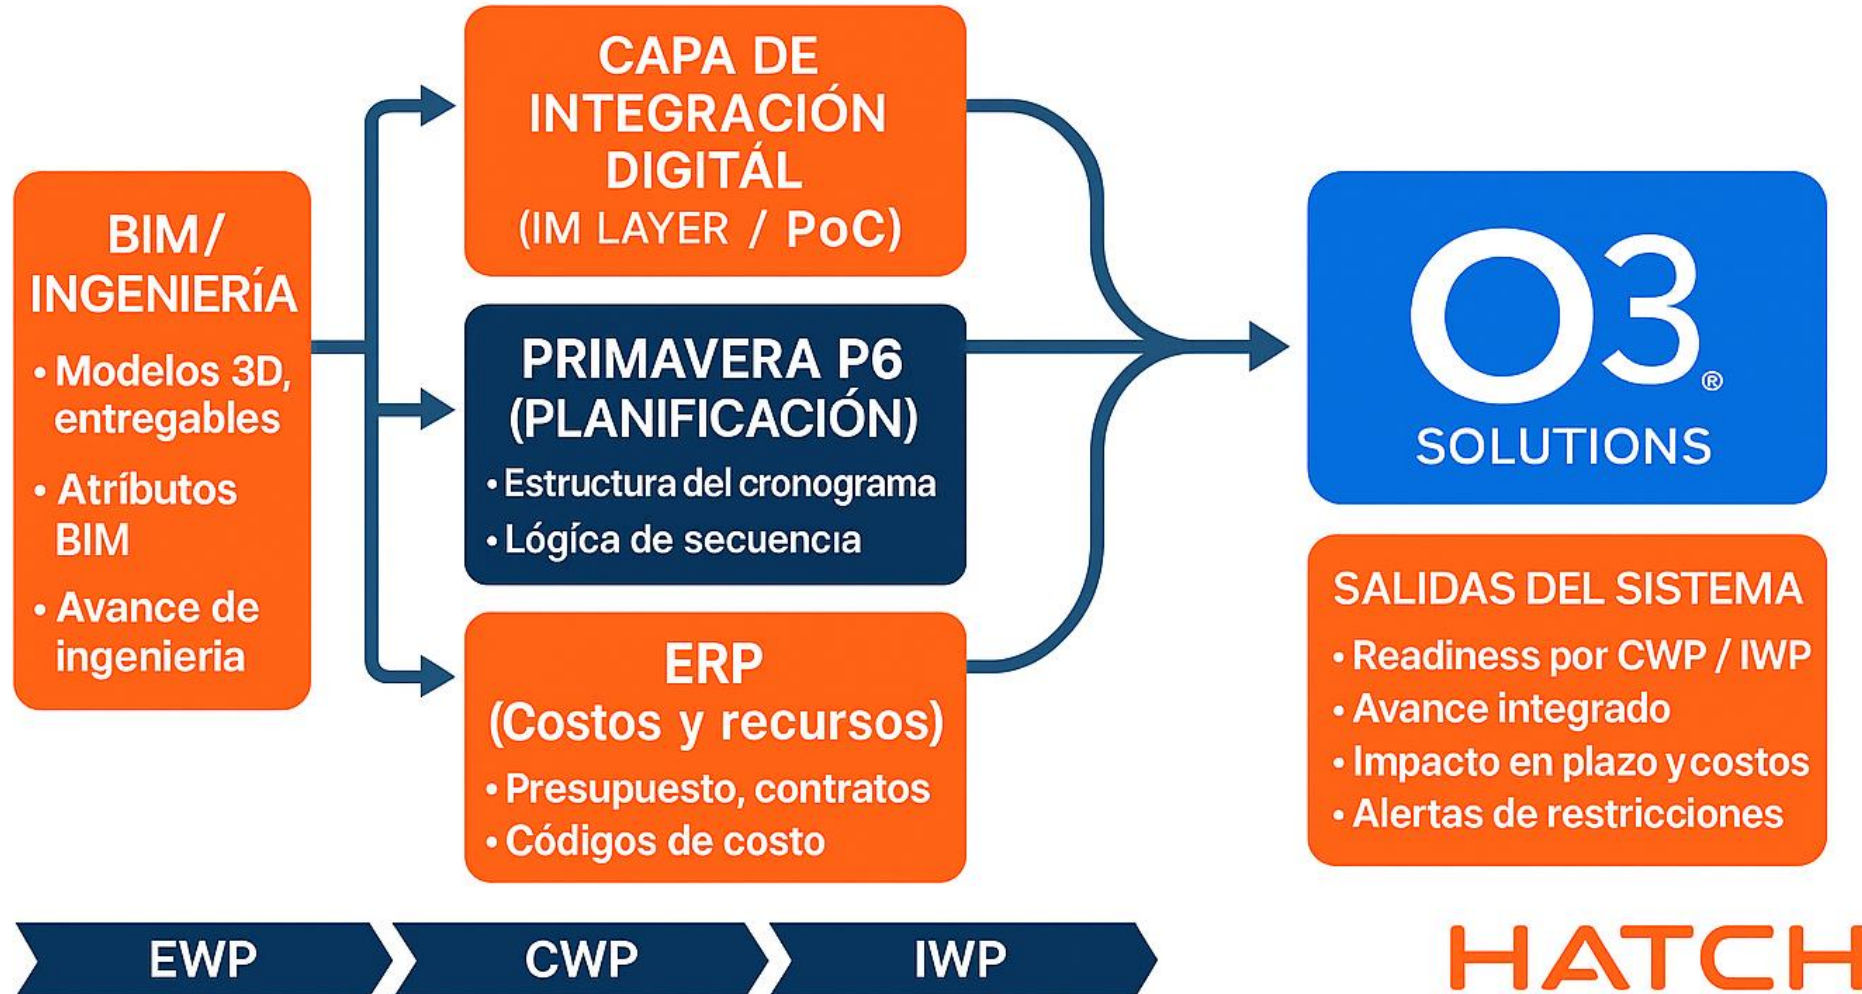 BIM/
INGENIERíA
• Modelos 3D,
entregables
• Atríbutos
BIM
• Avance de
ingenieria
CAPA DE
INTEGRACIÓN
DIGITÁL
(IM LAYER / PoC)
PRIMAVERA P6
(PLANIFICACIÓN)
• Estructura del cronograma
• Lógíca de secuencıa
ERP
(Costos y recursos)
• Presupuesto, contratos
• Códigos de costo
O3®
SOLUTIONS
SALIDAS DEL SISTEMA
• Readiness por CWP / IWP
• Avance integrado
• Impacto en plazo y costos
• Alertas de restricciones
EWP
CWP
IWP
HATCH